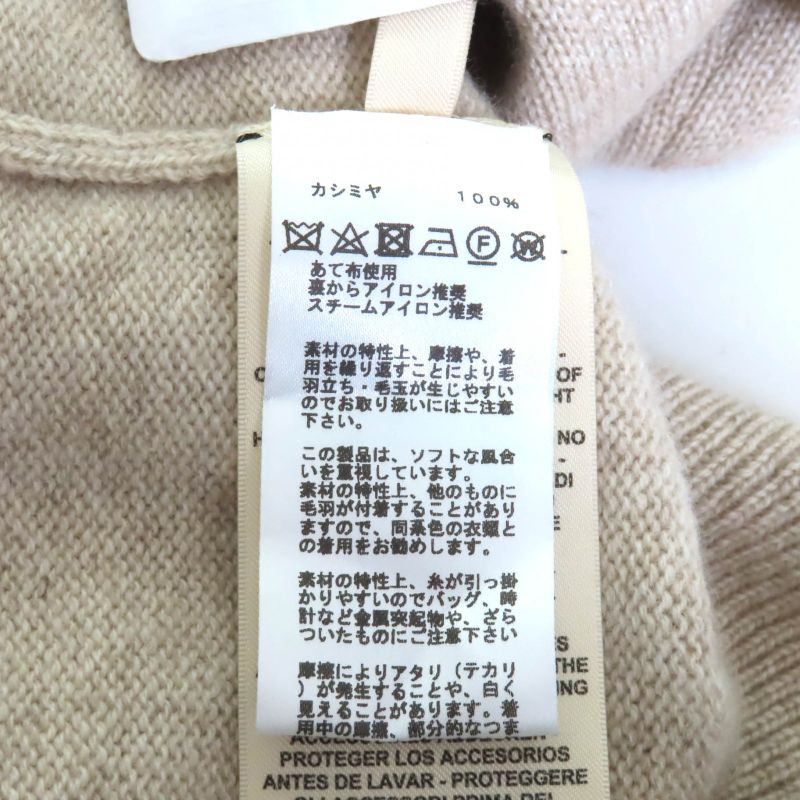 カシミヤ 100%
F W
あて布使用
裏からアイロン推奨
スチームアイロン推奨
素材の特性上、摩擦や、着
用を繰り返すことにより毛
羽立ち・毛玉が生じやすい
のでお取り扱いにはご注意
下さい。
この製品は、ソフトな風合
いを重視しています。
素材の特性上、他のものに
毛羽が付着することがあり
ますので、同系色の衣類と
の着用をお勧めします。
素材の特性上、糸が引っ掛
かりやすいのでバッグ、時
計など金属突起物や、ざら
ついたものにご注意下さい
摩擦によりアタリ(テカリ
)が発生することや、白く
見えることがあります。着
用中の摩擦、部分的なつま
PROTEGER LOS ACCESORIOS
ANTES DE LAVAR - PROTEGGERE